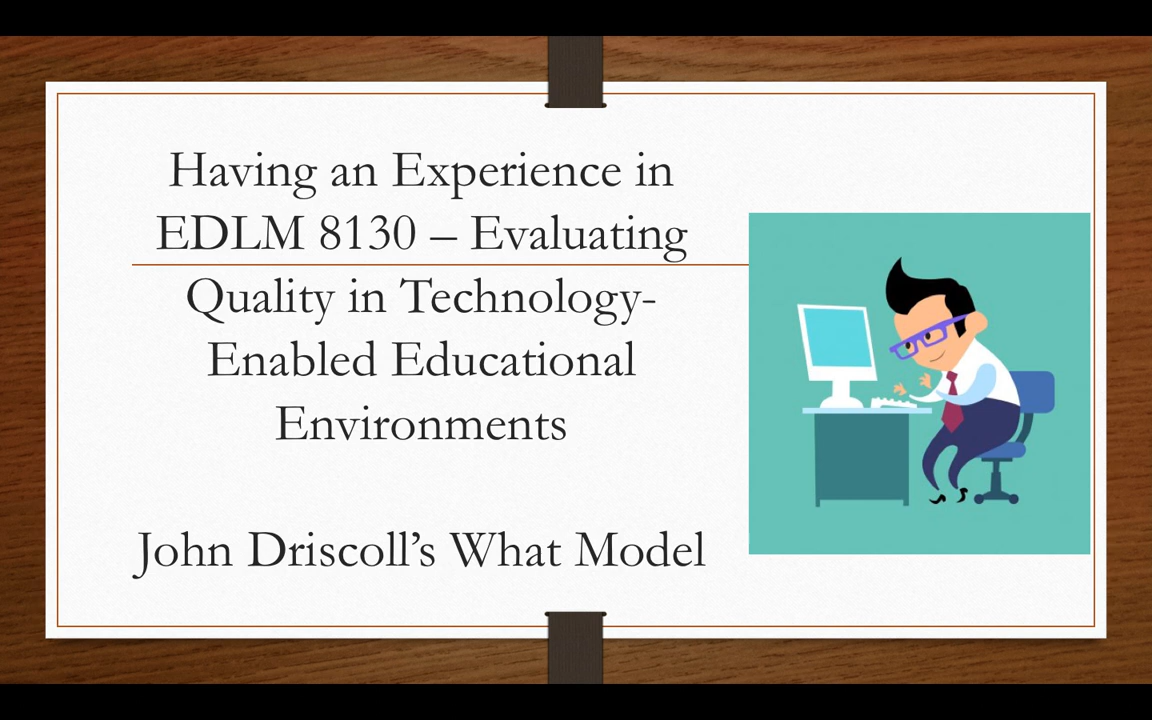 Having an Experience in
EDLM 8130 – Evaluating
Quality in Technology-
Enabled Educational
Environments
John Driscoll’s What Model